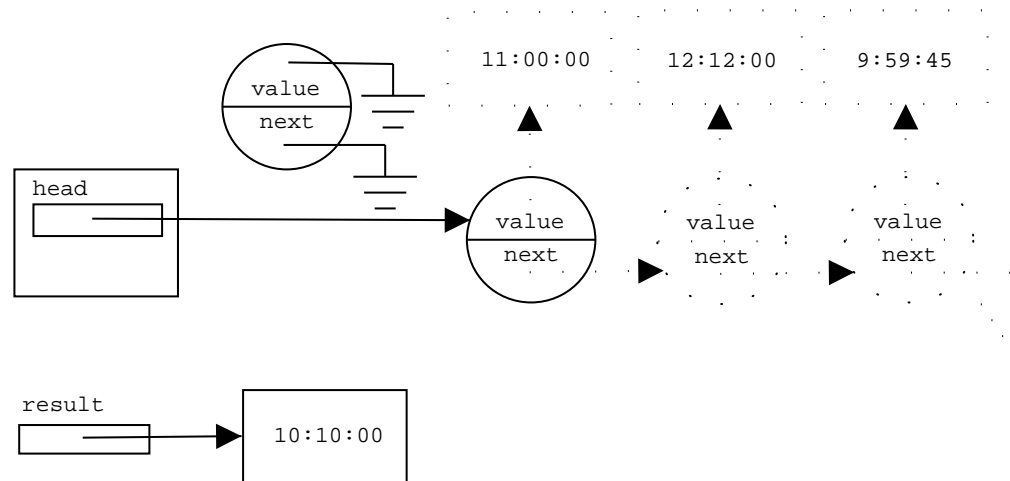 11:00:00
12:12:00
9:59:45
value
next
head
value
next
value
next
value
next
result
10:10:00